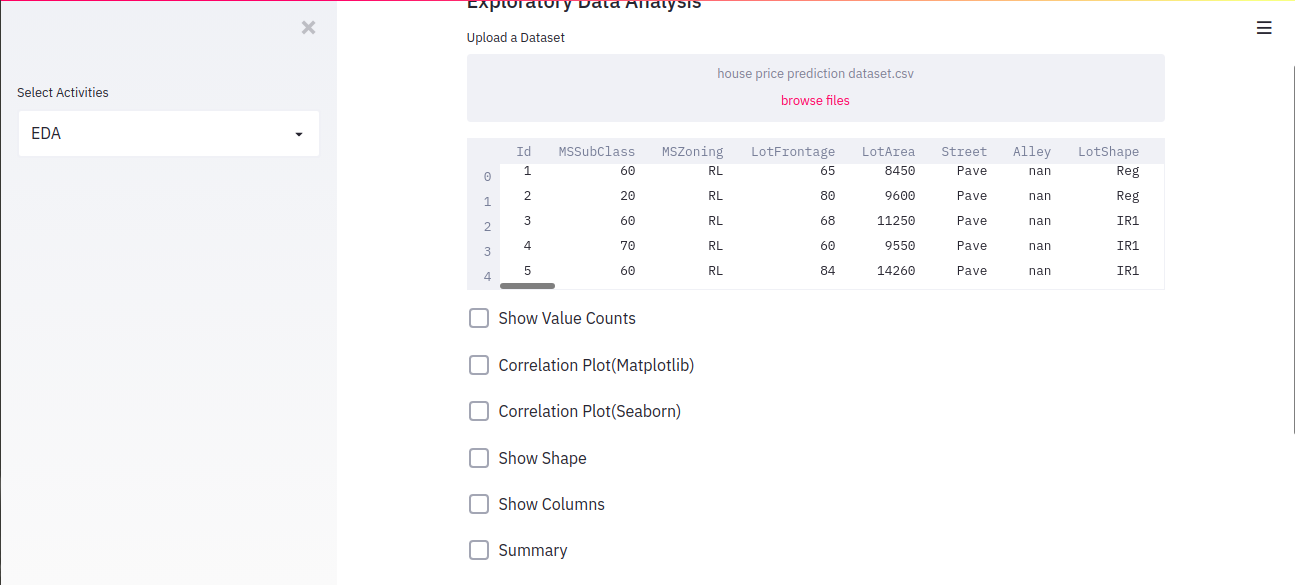 Exploratory Data Analysis
×
Upload a Dataset
house price prediction dataset.csv
browse files
Select Activities
EDA
Id MSSubClass MSZoning LotFrontage LotArea Street Alley LotShape
0 1 60 RL 65 8450 Pave nan Reg
1 2 20 RL 80 9600 Pave nan Reg
2 3 60 RL 68 11250 Pave nan IR1
3 4 70 RL 60 9550 Pave nan IR1
4 5 60 RL 84 14260 Pave nan IR1
Show Value Counts
Correlation Plot(Matplotlib)
Correlation Plot(Seaborn)
Show Shape
Show Columns
Summary